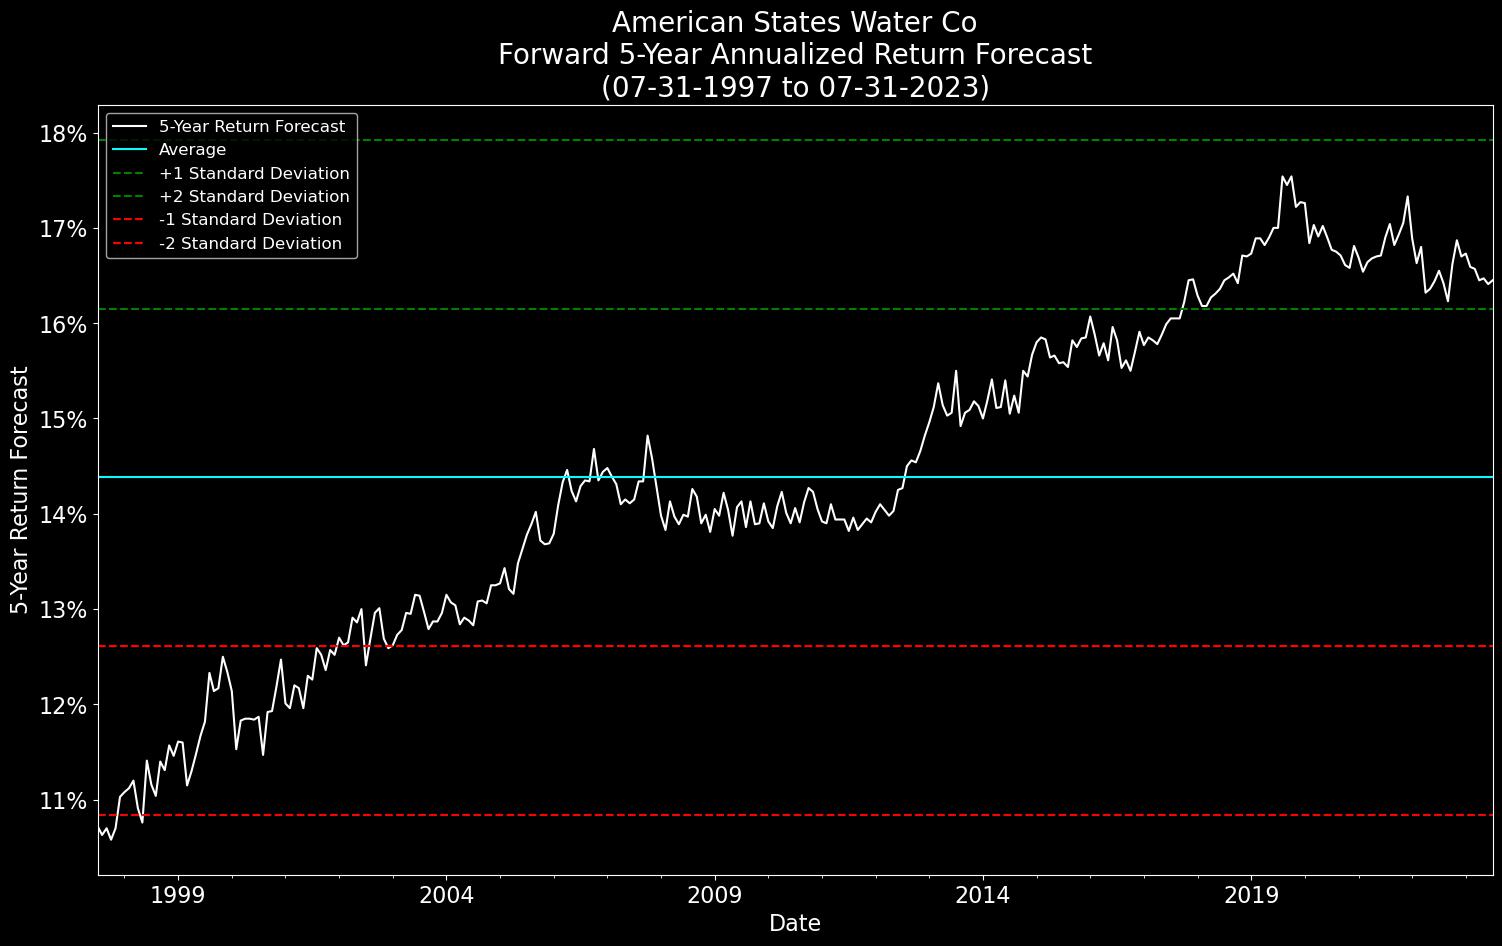 American States Water Co
Forward 5-Year Annualized Return Forecast
(07-31-1997 to 07-31-2023)
5-Year Return Forecast
Average
+1 Standard Deviation
+2 Standard Deviation
-1 Standard Deviation
-2 Standard Deviation
18%
17%
16%
15%
14%
13%
12%
11%
5-Year Return Forecast
1999
2004
2009
2014
2019
Date